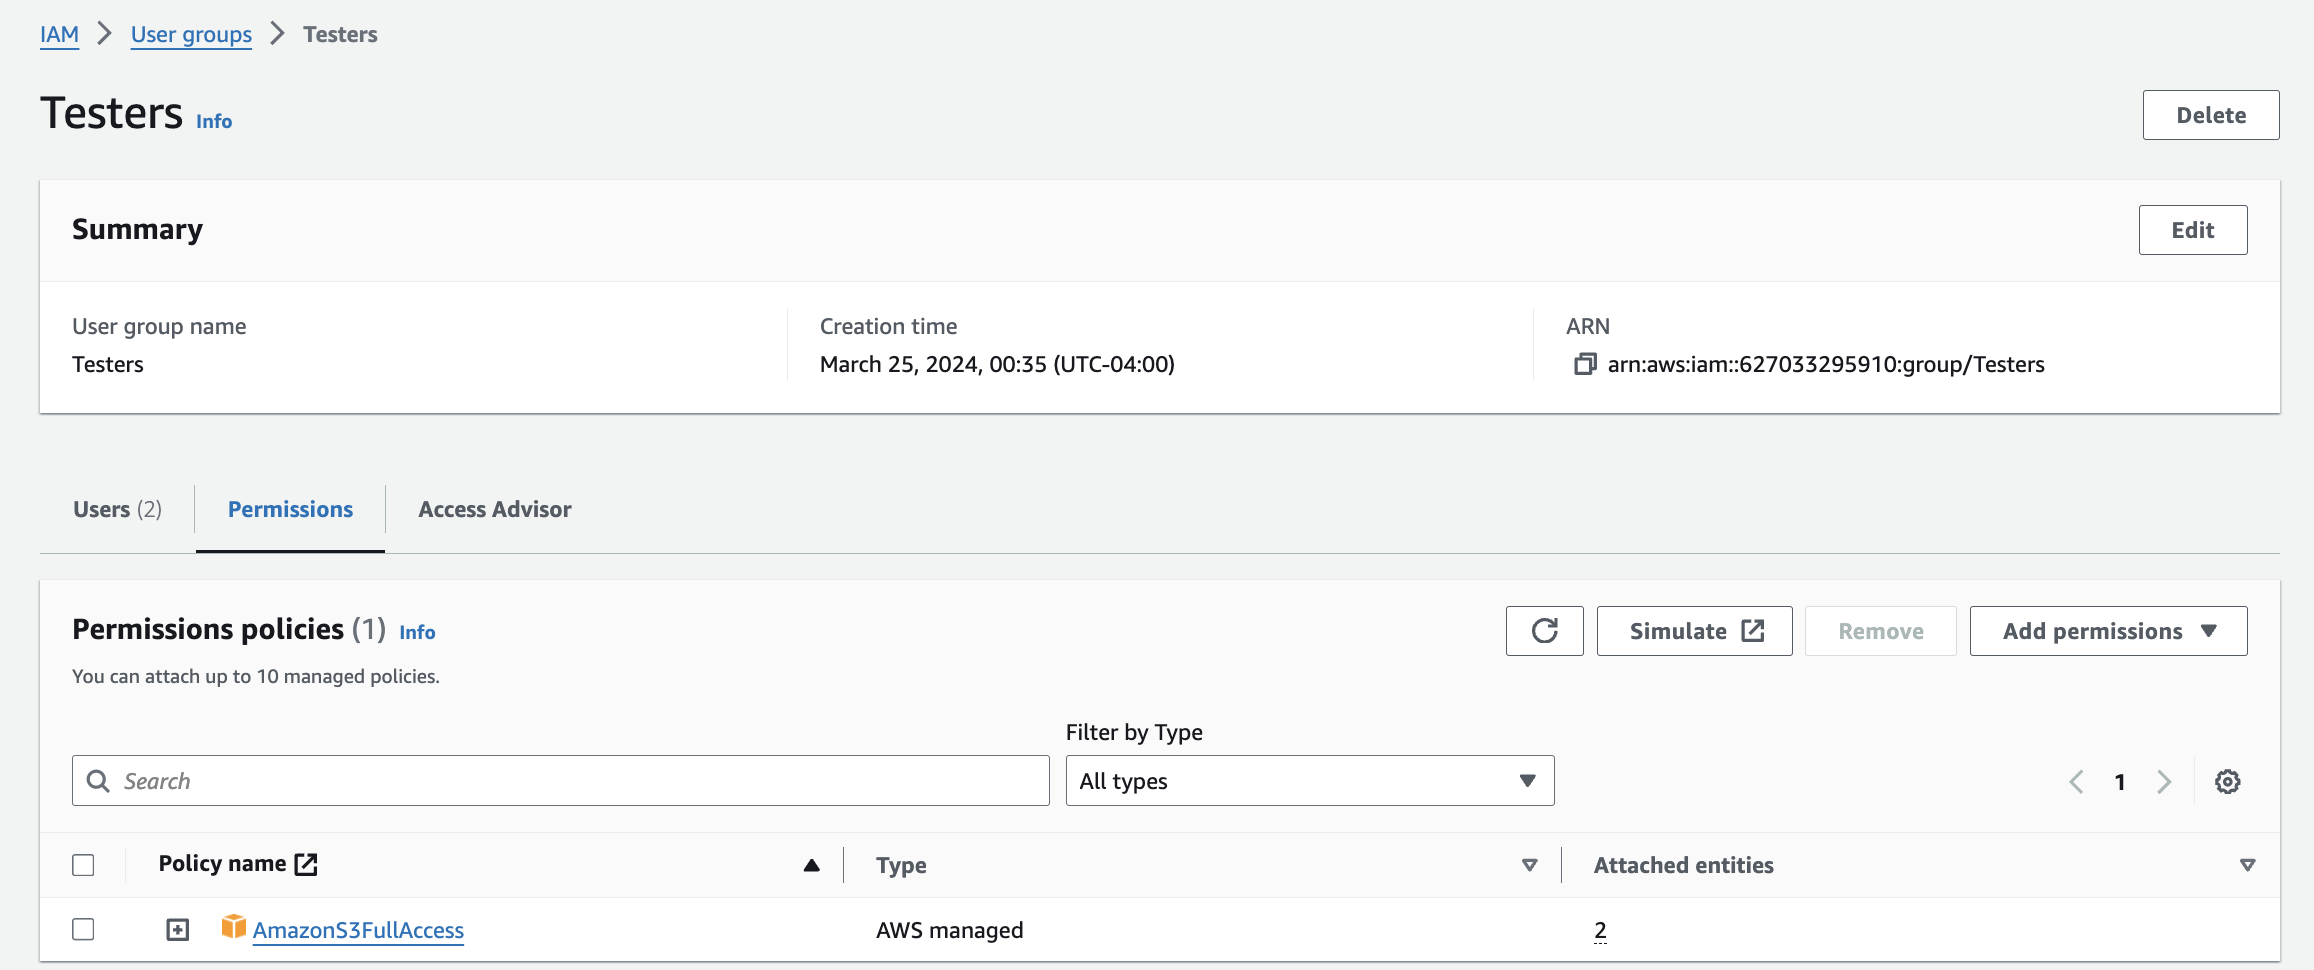 IAM > User groups > Testers
Testers Info
Delete
Summary
Edit
User group name
Testers
Creation time
March 25, 2024, 00:35 (UTC-04:00)
ARN
arn:aws:iam::627033295910:group/Testers
Users (2)
Permissions
Access Advisor
Permissions policies (1) Info
You can attach up to 10 managed policies.
Simulate
Remove
Add permissions
Search
Filter by Type
All types
1
Policy name
Type
Attached entities
AmazonS3FullAccess
AWS managed
2